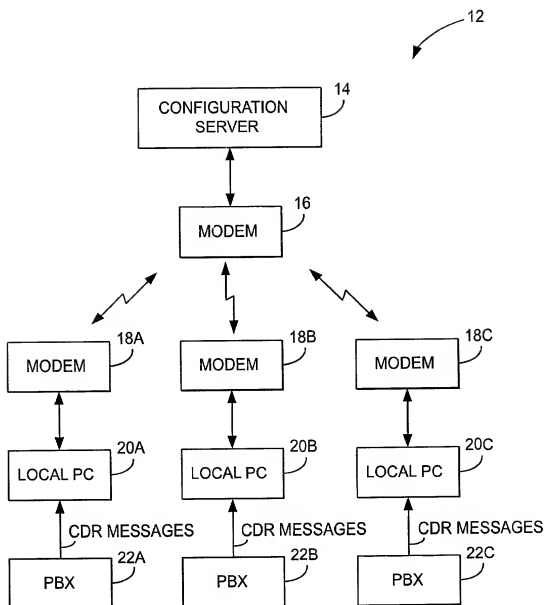 12
CONFIGURATION
SERVER
14
MODEM
16
MODEM
18A
MODEM
18B
MODEM
18C
LOCAL PC
20A
LOCAL PC
20B
LOCAL PC
20C
CDR MESSAGES
CDR MESSAGES
CDR MESSAGES
PBX
22A
PBX
22B
PBX
22C